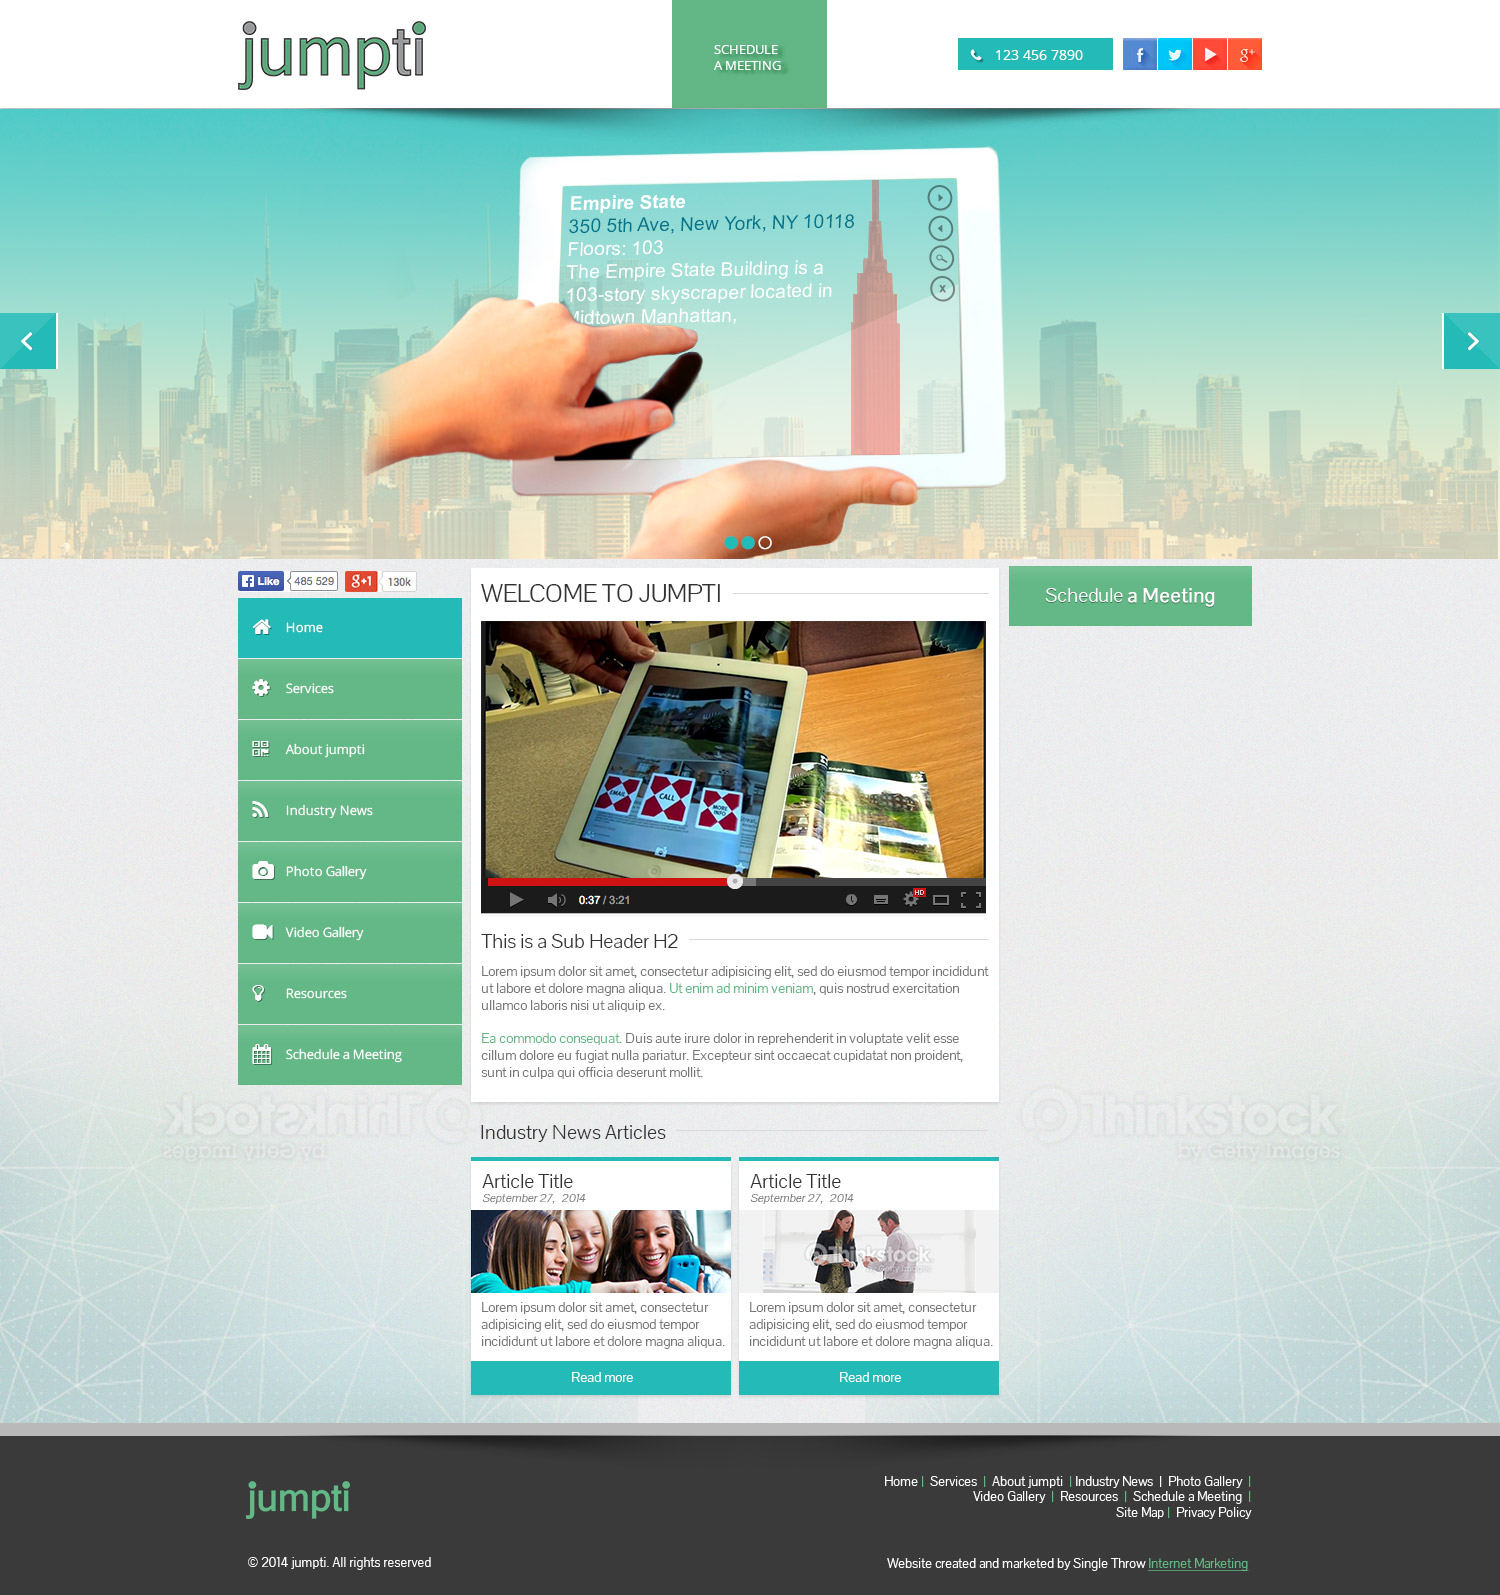 jumpti
SCHEDULE
A MEETING
123 456 7890
Empire State
350 5th Ave, New York, NY 10118
Floors: 103
The Empire State Building is a
103-story skyscraper located in
Midtown Manhattan,
Like 485 529 +1 130k
Home
Services
About jumpti
Industry News
Photo Gallery
Video Gallery
Resources
Schedule a Meeting
WELCOME TO JUMPTI
EMAIL
CALL
MORE
INFO
0:37 / 3:21
HD
This is a Sub Header H2
Lorem ipsum dolor sit amet, consectetur adipisicing elit, sed do eiusmod tempor incididunt
ut labore et dolore magna aliqua. Ut enim ad minim veniam, quis nostrud exercitation
ullamco laboris nisi ut aliquip ex.
Ea commodo consequat. Duis aute irure dolor in reprehenderit in voluptate velit esse
cillum dolore eu fugiat nulla pariatur. Excepteur sint occaecat cupidatat non proident,
sunt in culpa qui officia deserunt mollit.
Schedule a Meeting
Thinkstock
by Getty Images
Thinkstock
by Getty Images
Industry News Articles
Article Title
September 27, 2014
Lorem ipsum dolor sit amet, consectetur
adipisicing elit, sed do eiusmod tempor
incididunt ut labore et dolore magna aliqua.
Read more
Article Title
September 27, 2014
Thinkstock
Lorem ipsum dolor sit amet, consectetur
adipisicing elit, sed do eiusmod tempor
incididunt ut labore et dolore magna aliqua.
Read more
jumpti
© 2014 jumpti. All rights reserved
Home | Services | About jumpti | Industry News | Photo Gallery |
Video Gallery | Resources | Schedule a Meeting |
Site Map | Privacy Policy
Website created and marketed by Single Throw Internet Marketing